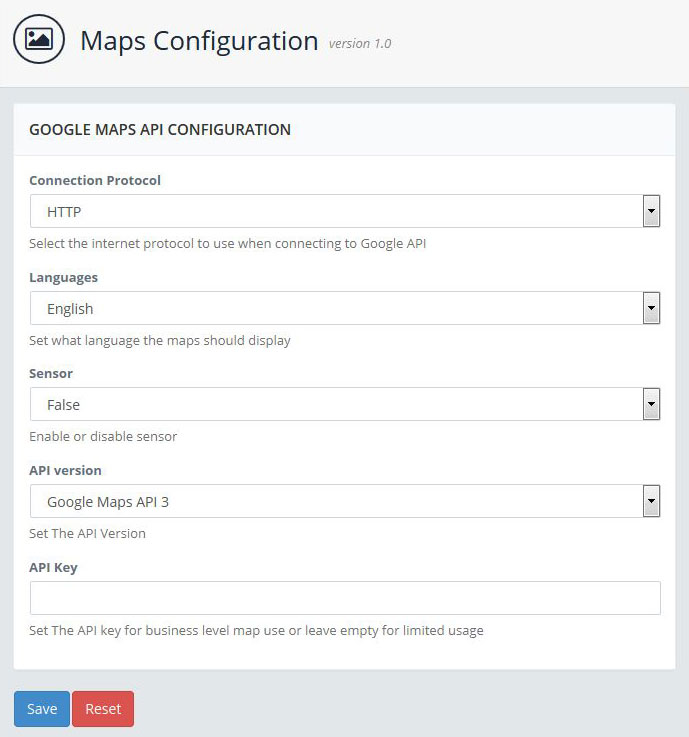 Maps Configuration version 1.0
GOOGLE MAPS API CONFIGURATION
Connection Protocol
HTTP
Select the internet protocol to use when connecting to Google API
Languages
English
Set what language the maps should display
Sensor
False
Enable or disable sensor
API version
Google Maps API 3
Set The API Version
API Key
Set The API key for business level map use or leave empty for limited usage
Save Reset